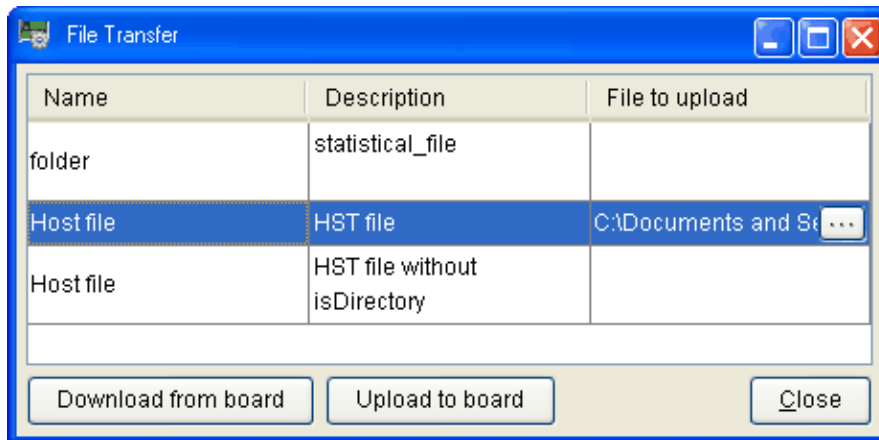 File Transfer
Name Description File to upload
folder statistical_file
Host file HST file C:\Documents and Se ...
Host file HST file without
isDirectory
Download from board Upload to board Close